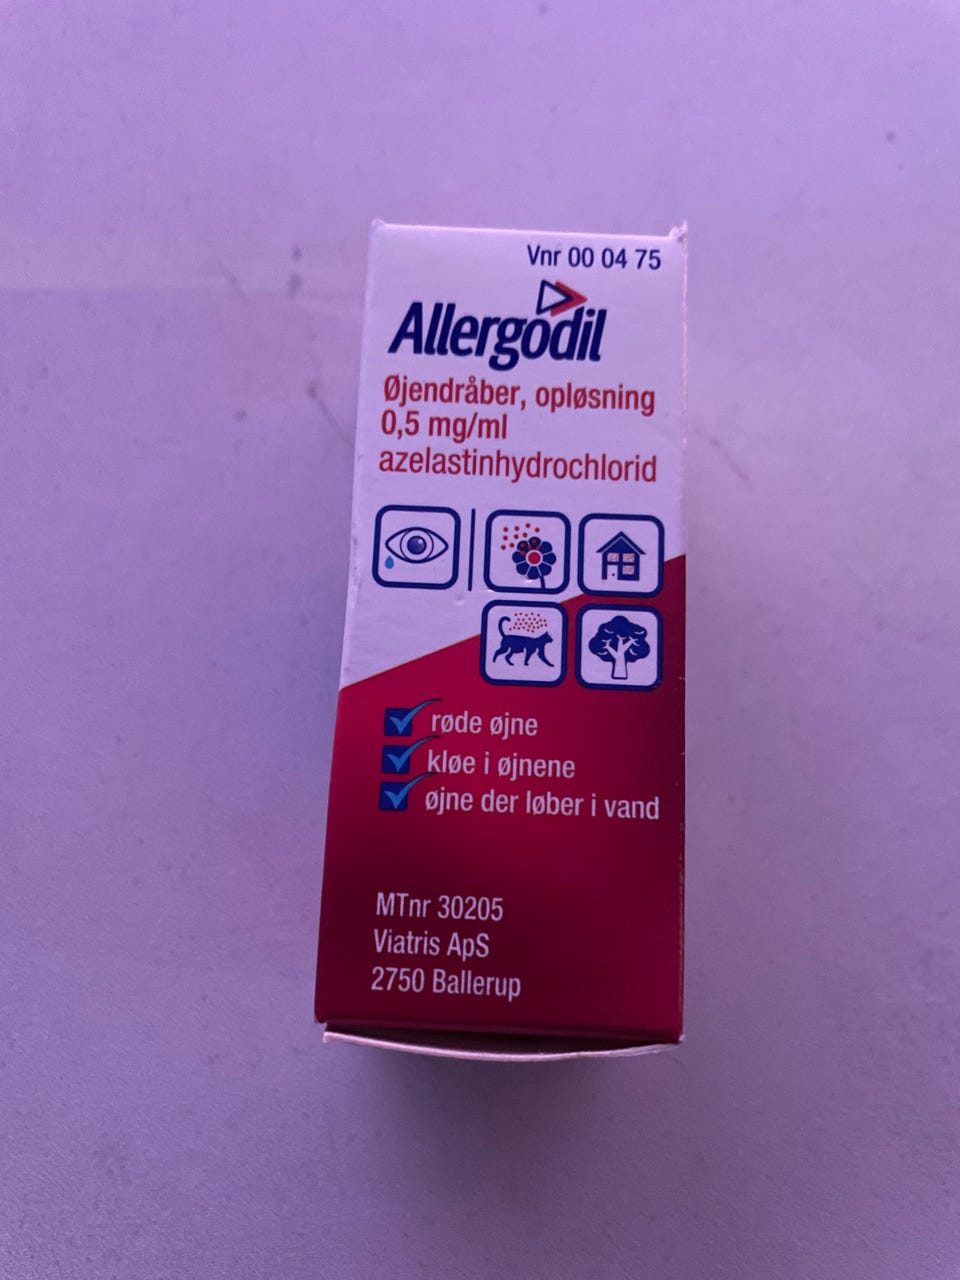 Vnr 00 04 75
Allergodil
Øjendråber, opløsning
0,5 mg/ml
azelastinhydrochlorid
røde øjne
kløe i øjnene
øjne der løber i vand
MTnr 30205
Viatris ApS
2750 Ballerup